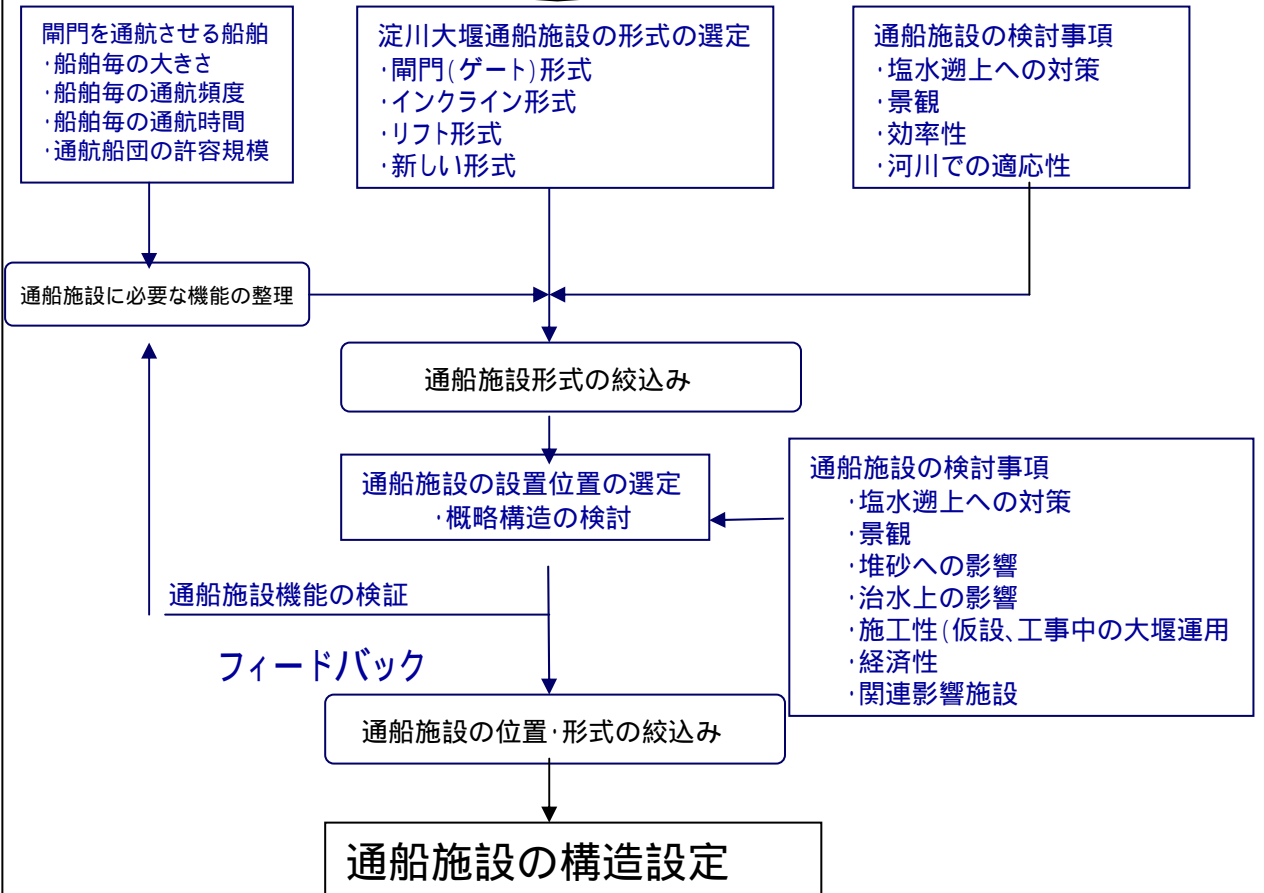 閘門を通航させる船舶
･船舶毎の大きさ
･船舶毎の通航頻度
･船舶毎の通航時間
･通航船団の許容規模
淀川大堰通船施設の形式の選定
･閘門(ゲート)形式
･インクライン形式
･リフト形式
･新しい形式
通船施設の検討事項
･塩水遡上への対策
･景観
･効率性
･河川での適応性
通船施設に必要な機能の整理
通船施設形式の絞込み
通船施設の設置位置の選定
･概略構造の検討
通船施設の検討事項
･塩水遡上への対策
･景観
･堆砂への影響
･治水上の影響
･施工性(仮設、工事中の大堰運用
･経済性
･関連影響施設
通船施設機能の検証
フィードバック
通船施設の位置･形式の絞込み
通船施設の構造設定